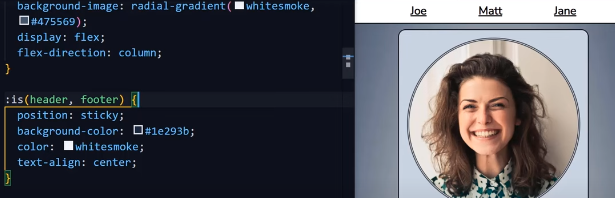 background-image: radial-gradient(whitesmoke,
#475569);
display: flex;
flex-direction: column;
}
:is(header, footer) {
position: sticky;
background-color: #1e293b;
color: whitesmoke;
text-align: center;
}
Joe Matt Jane